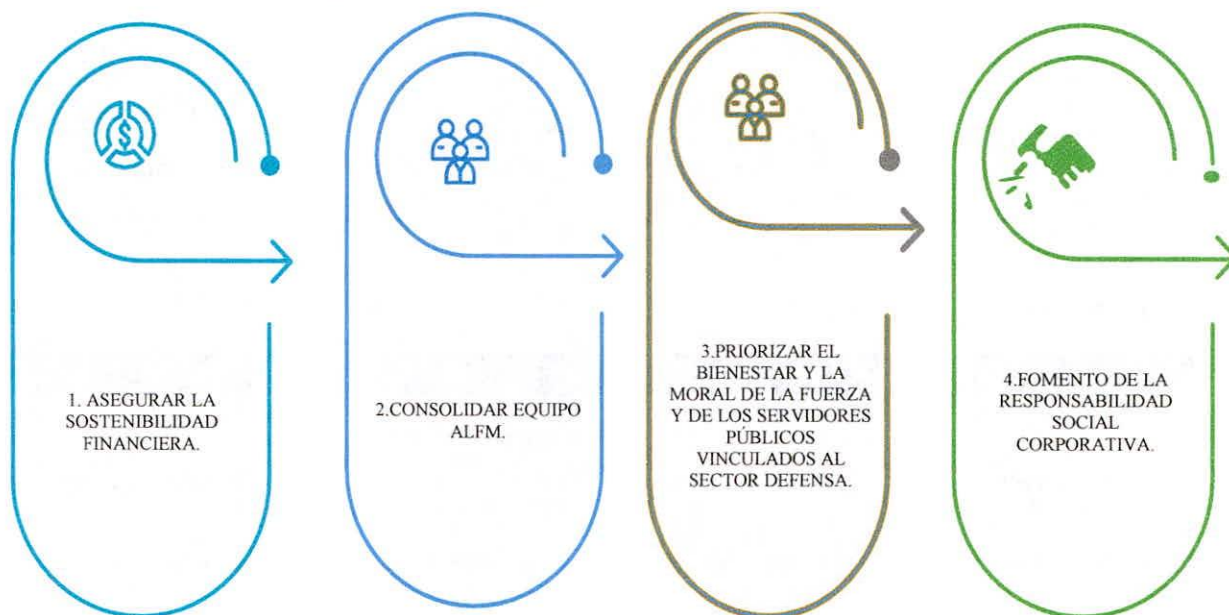 $
1. ASEGURAR LA
SOSTENIBILIDAD
FINANCIERA.
2.CONSOLIDAR EQUIPO
ALFM.
3.PRIORIZAR EL
BIENESTAR Y LA
MORAL DE LA FUERZA
Y DE LOS SERVIDORES
PÚBLICOS
VINCULADOS AL
SECTOR DEFENSA.
4.FOMENTO DE LA
RESPONSABILIDAD
SOCIAL
CORPORATIVA.